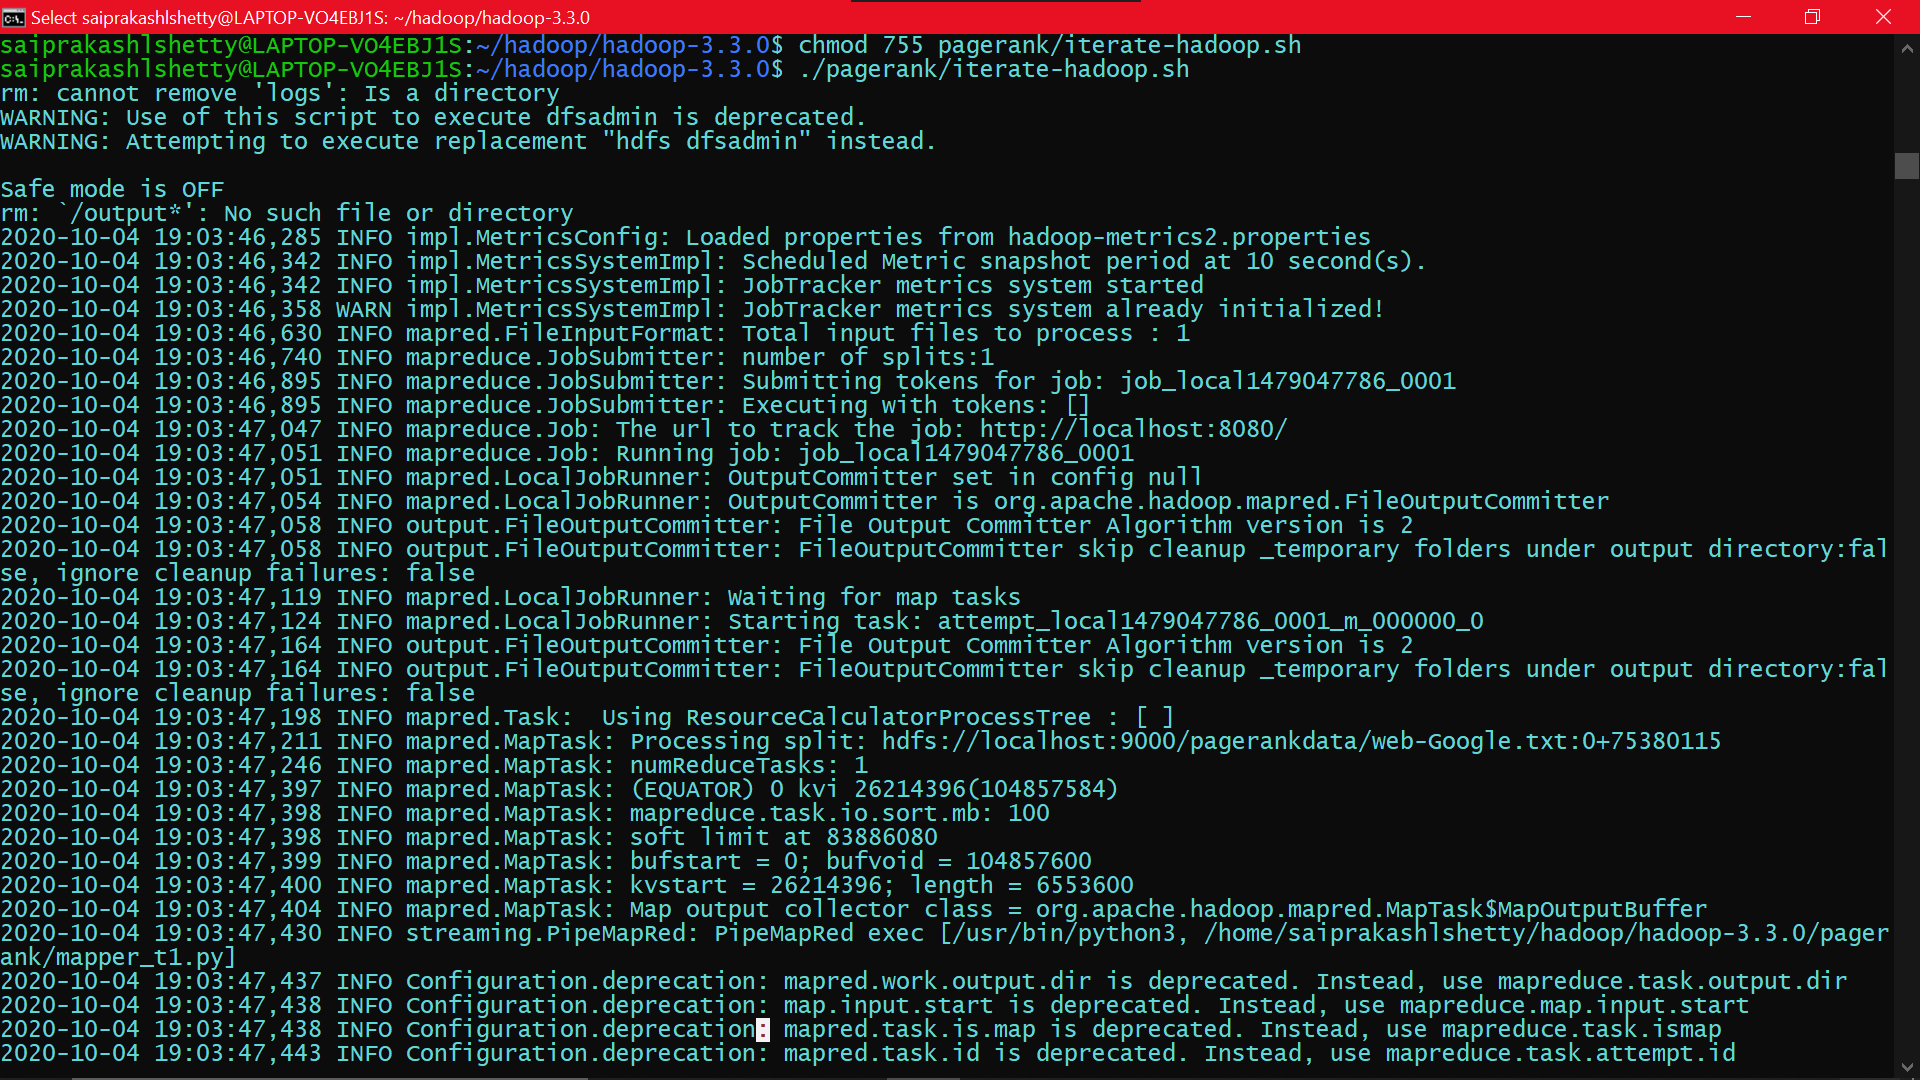 Select saiprakashlshetty@LAPTOP-VO4EBJ1S: ~/hadoop/hadoop-3.3.0
saiprakashlshetty@LAPTOP-VO4EBJ1S:~/hadoop/hadoop-3.3.0$ chmod 755 pagerank/iterate-hadoop.sh
saiprakashlshetty@LAPTOP-VO4EBJ1S:~/hadoop/hadoop-3.3.0$ ./pagerank/iterate-hadoop.sh
rm: cannot remove 'logs': Is a directory
WARNING: Use of this script to execute dfsadmin is deprecated.
WARNING: Attempting to execute replacement "hdfs dfsadmin" instead.
Safe mode is OFF
rm: `/output*': No such file or directory
2020-10-04 19:03:46,285 INFO impl.MetricsConfig: Loaded properties from hadoop-metrics2.properties
2020-10-04 19:03:46,342 INFO impl.MetricsSystemImpl: Scheduled Metric snapshot period at 10 second(s).
2020-10-04 19:03:46,342 INFO impl.MetricsSystemImpl: JobTracker metrics system started
2020-10-04 19:03:46,358 WARN impl.MetricsSystemImpl: JobTracker metrics system already initialized!
2020-10-04 19:03:46,630 INFO mapred.FileInputFormat: Total input files to process : 1
2020-10-04 19:03:46,740 INFO mapreduce.JobSubmitter: number of splits:1
2020-10-04 19:03:46,895 INFO mapreduce.JobSubmitter: Submitting tokens for job: job_local1479047786_0001
2020-10-04 19:03:46,895 INFO mapreduce.JobSubmitter: Executing with tokens: []
2020-10-04 19:03:47,047 INFO mapreduce.Job: The url to track the job: http://localhost:8080/
2020-10-04 19:03:47,051 INFO mapreduce.Job: Running job: job_local1479047786_0001
2020-10-04 19:03:47,051 INFO mapred.LocalJobRunner: OutputCommitter set in config null
2020-10-04 19:03:47,054 INFO mapred.LocalJobRunner: OutputCommitter is org.apache.hadoop.mapred.FileOutputCommitter
2020-10-04 19:03:47,058 INFO output.FileOutputCommitter: File Output Committer Algorithm version is 2
2020-10-04 19:03:47,058 INFO output.FileOutputCommitter: FileOutputCommitter skip cleanup _temporary folders under output directory:fal
se, ignore cleanup failures: false
2020-10-04 19:03:47,119 INFO mapred.LocalJobRunner: Waiting for map tasks
2020-10-04 19:03:47,124 INFO mapred.LocalJobRunner: Starting task: attempt_local1479047786_0001_m_000000_0
2020-10-04 19:03:47,164 INFO output.FileOutputCommitter: File Output Committer Algorithm version is 2
2020-10-04 19:03:47,164 INFO output.FileOutputCommitter: FileOutputCommitter skip cleanup _temporary folders under output directory:fal
se, ignore cleanup failures: false
2020-10-04 19:03:47,198 INFO mapred.Task:  Using ResourceCalculatorProcessTree : [ ]
2020-10-04 19:03:47,211 INFO mapred.MapTask: Processing split: hdfs://localhost:9000/pagerankdata/web-Google.txt:0+75380115
2020-10-04 19:03:47,246 INFO mapred.MapTask: numReduceTasks: 1
2020-10-04 19:03:47,397 INFO mapred.MapTask: (EQUATOR) 0 kvi 26214396(104857584)
2020-10-04 19:03:47,398 INFO mapred.MapTask: mapreduce.task.io.sort.mb: 100
2020-10-04 19:03:47,398 INFO mapred.MapTask: soft limit at 83886080
2020-10-04 19:03:47,399 INFO mapred.MapTask: bufstart = 0; bufvoid = 104857600
2020-10-04 19:03:47,400 INFO mapred.MapTask: kvstart = 26214396; length = 6553600
2020-10-04 19:03:47,404 INFO mapred.MapTask: Map output collector class = org.apache.hadoop.mapred.MapTask$MapOutputBuffer
2020-10-04 19:03:47,430 INFO streaming.PipeMapRed: PipeMapRed exec [/usr/bin/python3, /home/saiprakashlshetty/hadoop/hadoop-3.3.0/pager
ank/mapper_t1.py]
2020-10-04 19:03:47,437 INFO Configuration.deprecation: mapred.work.output.dir is deprecated. Instead, use mapreduce.task.output.dir
2020-10-04 19:03:47,438 INFO Configuration.deprecation: map.input.start is deprecated. Instead, use mapreduce.map.input.start
2020-10-04 19:03:47,438 INFO Configuration.deprecation: mapred.task.is.map is deprecated. Instead, use mapreduce.task.ismap
2020-10-04 19:03:47,443 INFO Configuration.deprecation: mapred.task.id is deprecated. Instead, use mapreduce.task.attempt.id